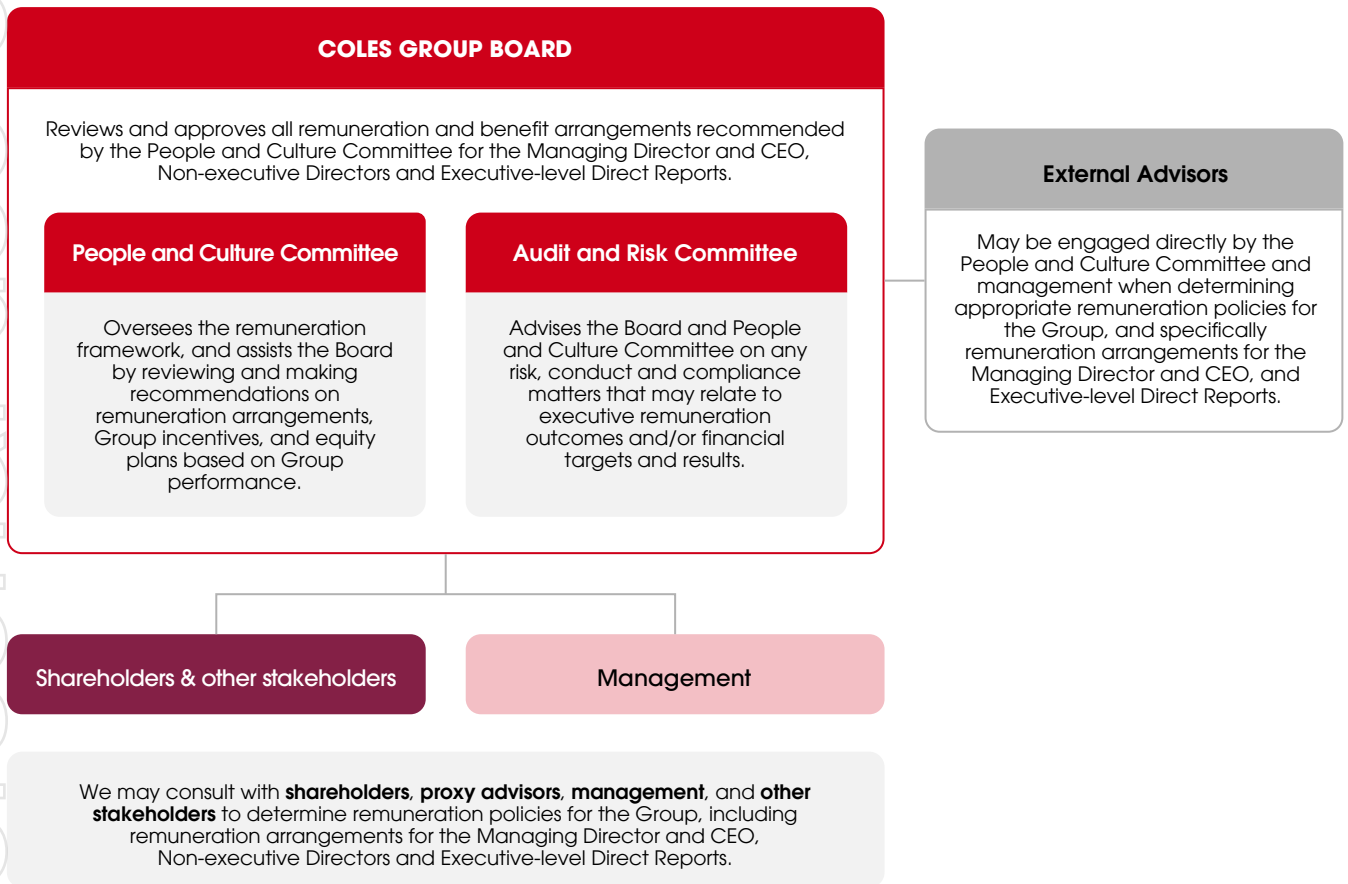 COLES GROUP BOARD
Reviews and approves all remuneration and benefit arrangements recommended
by the People and Culture Committee for the Managing Director and CEO,
Non-executive Directors and Executive-level Direct Reports.
People and Culture Committee
Oversees the remuneration
framework, and assists the Board
by reviewing and making
recommendations on
remuneration arrangements,
Group incentives, and equity
plans based on Group
performance.
Audit and Risk Committee
Advises the Board and People
and Culture Committee on any
risk, conduct and compliance
matters that may relate to
executive remuneration
outcomes and/or financial
targets and results.
External Advisors
May be engaged directly by the
People and Culture Committee and
management when determining
appropriate remuneration policies for
the Group, and specifically
remuneration arrangements for the
Managing Director and CEO, and
Executive-level Direct Reports.
Shareholders & other stakeholders
Management
We may consult with shareholders, proxy advisors, management, and other
stakeholders to determine remuneration policies for the Group, including
remuneration arrangements for the Managing Director and CEO,
Non-executive Directors and Executive-level Direct Reports.